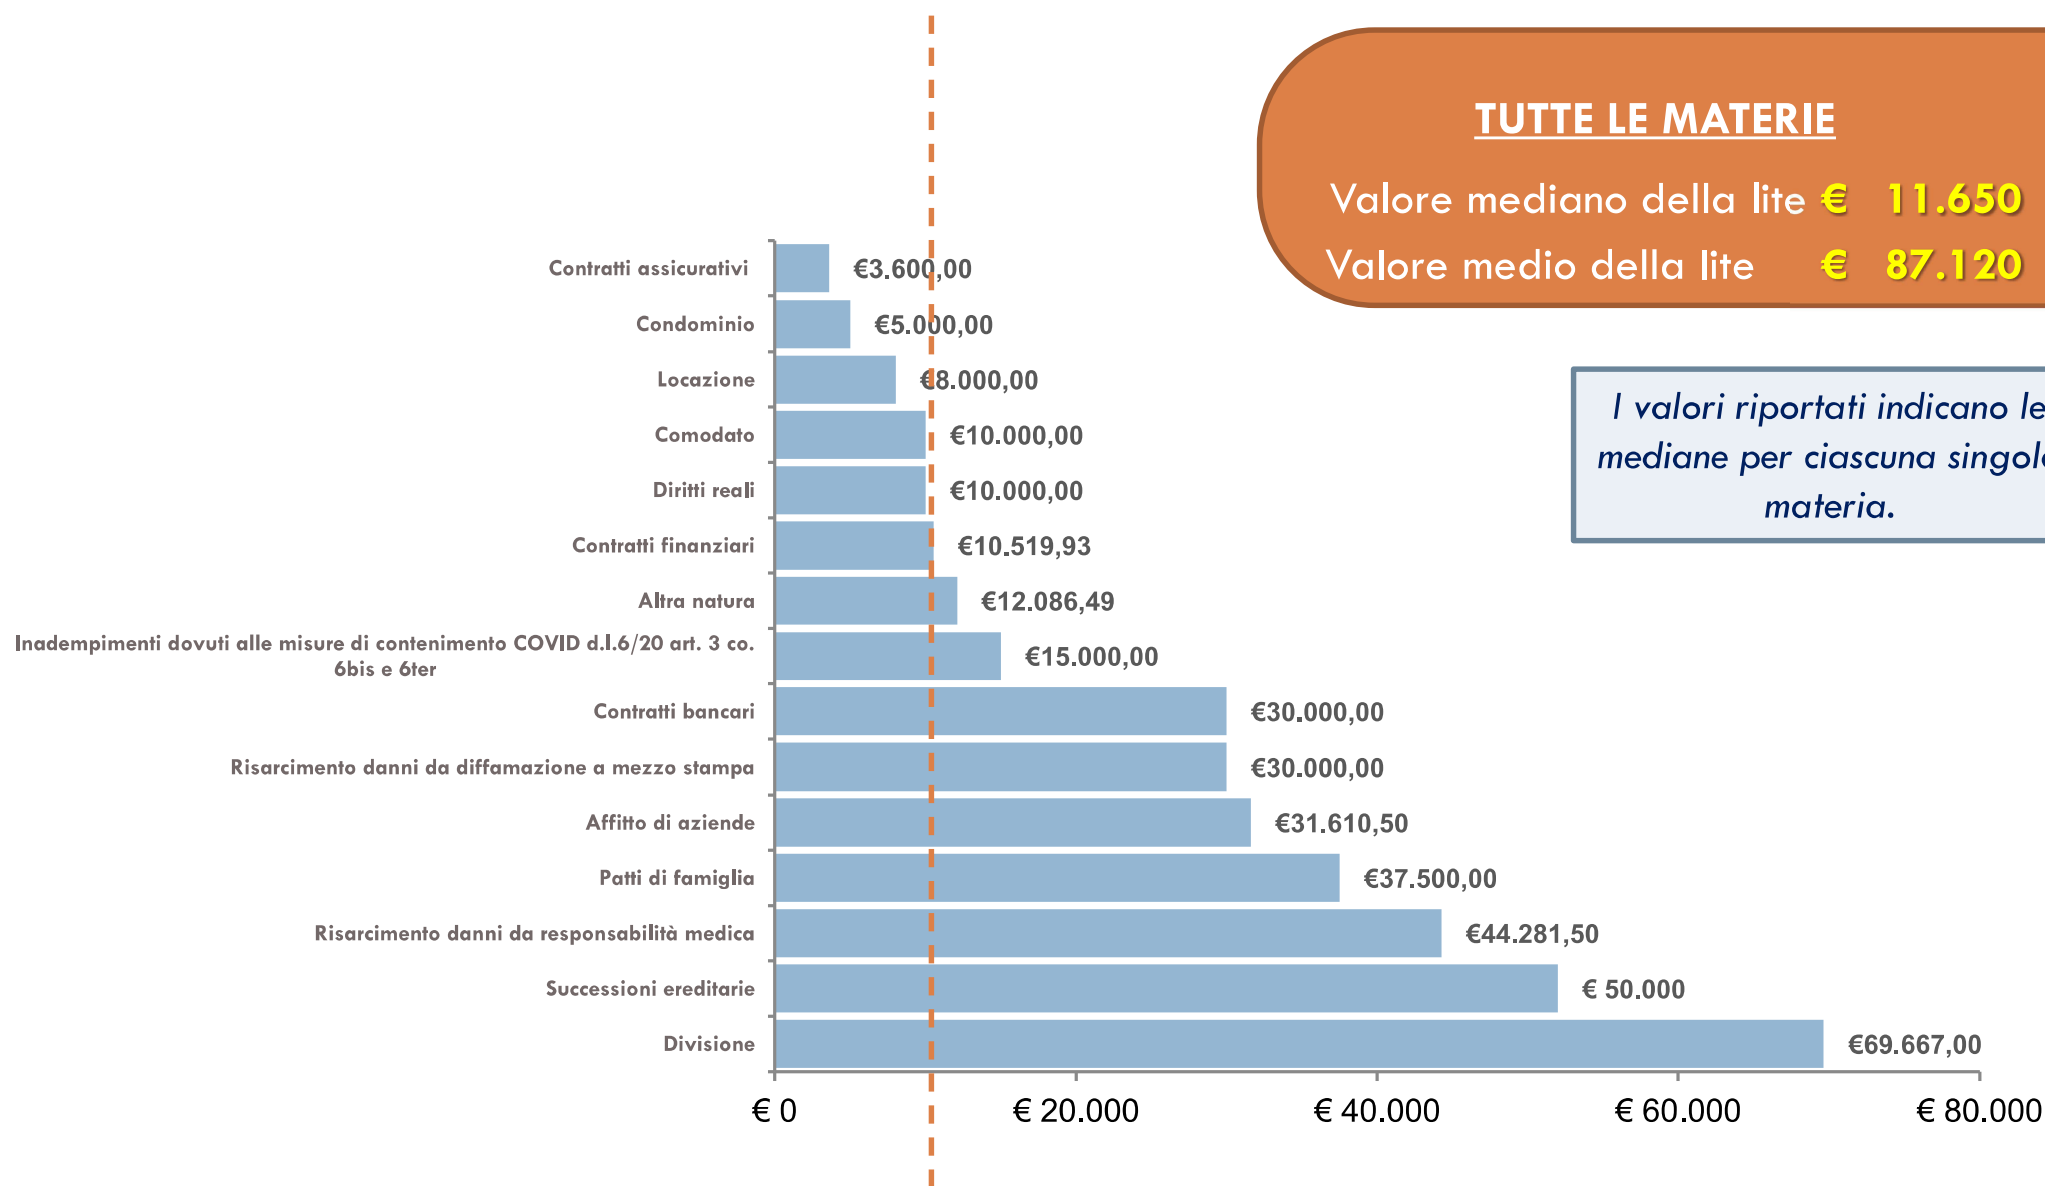 TUTTE LE MATERIE
Valore mediano della lite € 11.650
Valore medio della lite € 87.120
I valori riportati indicano le
mediane per ciascuna
materia.
Contratti assicurativi €3.600,00
Condominio €5.000,00
Locazione €8.000,00
Comodato €10.000,00
Diritti reali €10.000,00
Contratti finanziari €10.519,93
Altra natura €12.086,49
Inadempimenti dovuti alle misure di contenimento COVID d.l.6/20 art. 3 co.
6bis e 6ter €15.000,00
Contratti bancari €30.000,00
Risarcimento danni da diffamazione a mezzo stampa €30.000,00
Affitto di aziende €31.610,50
Patti di famiglia €37.500,00
Risarcimento danni da responsabilità medica €44.281,50
Successioni ereditarie € 50.000
Divisione €69.667,00
€ 0 € 20.000 € 40.000 € 60.000 € 80.000